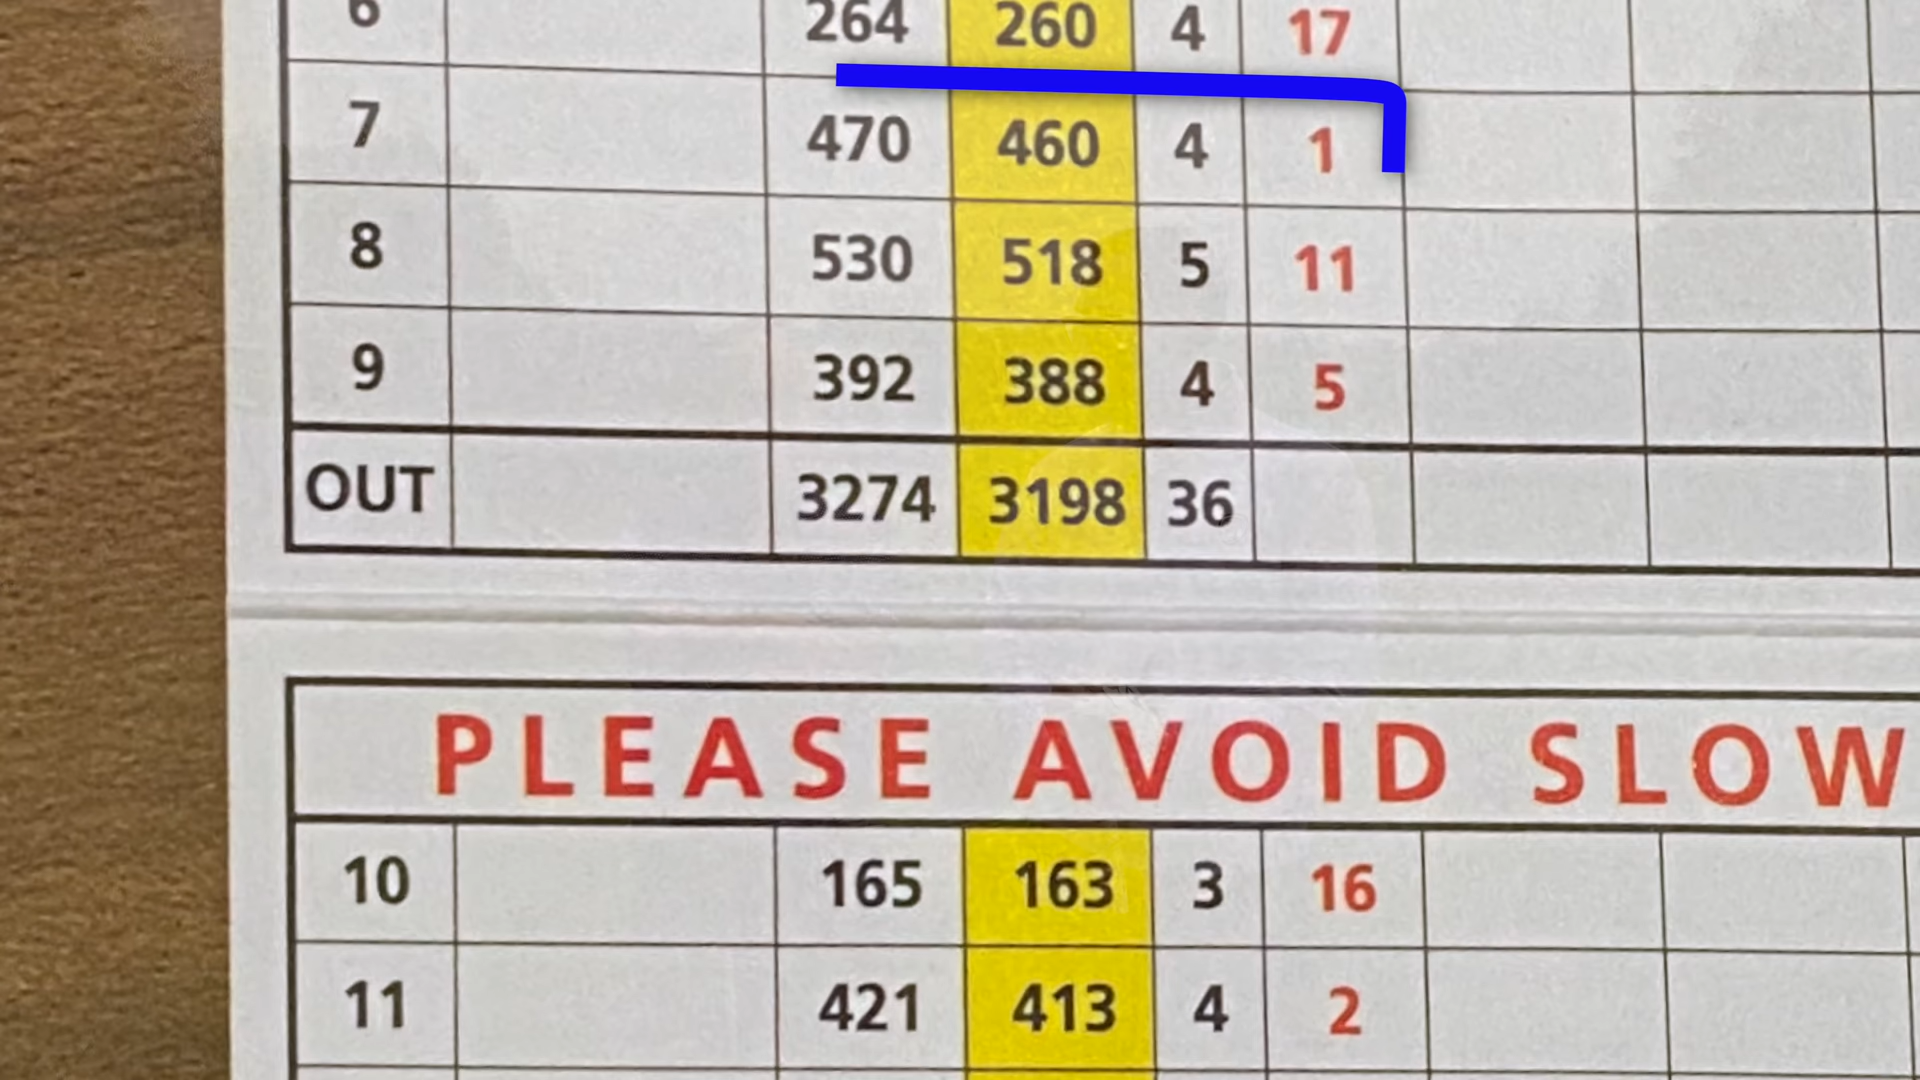 6 264 260 4 17
7 470 460 4 1
8 530 518 5 11
9 392 388 4 5
OUT 3274 3198 36
PLEASE AVOID SLOW
10 165 163 3 16
11 421 413 4 2